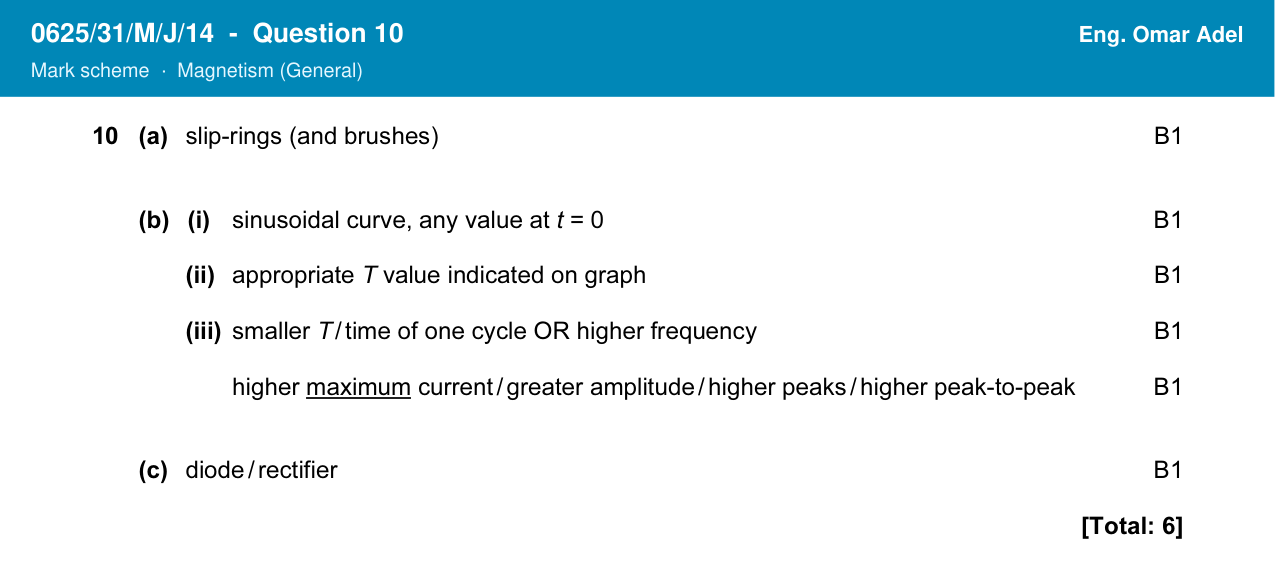 0625/31/M/J/14 - Question 10 Eng. Omar Adel
Mark scheme · Magnetism (General)
10 (a) slip-rings (and brushes) B1
(b) (i) sinusoidal curve, any value at t = 0 B1
(ii) appropriate T value indicated on graph B1
(iii) smaller T/time of one cycle OR higher frequency B1
higher maximum current/greater amplitude/higher peaks/higher peak-to-peak B1
(c) diode/rectifier B1
[Total: 6]